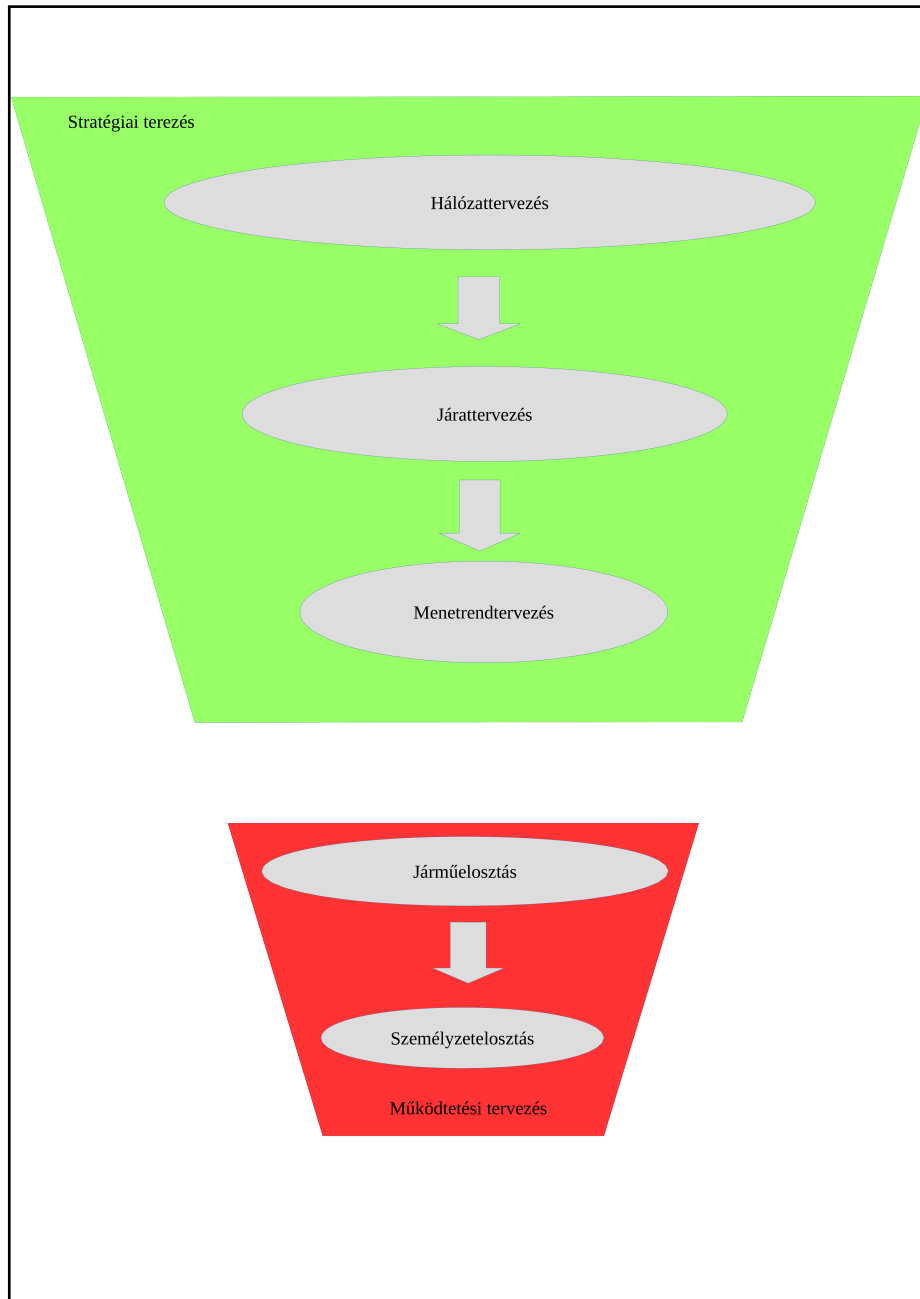 Stratégiai terezés
Hálózattervezés
Járattervezés
Menetrendtervezés
Járműelosztás
Személyzetelosztás
Működtetési tervezés